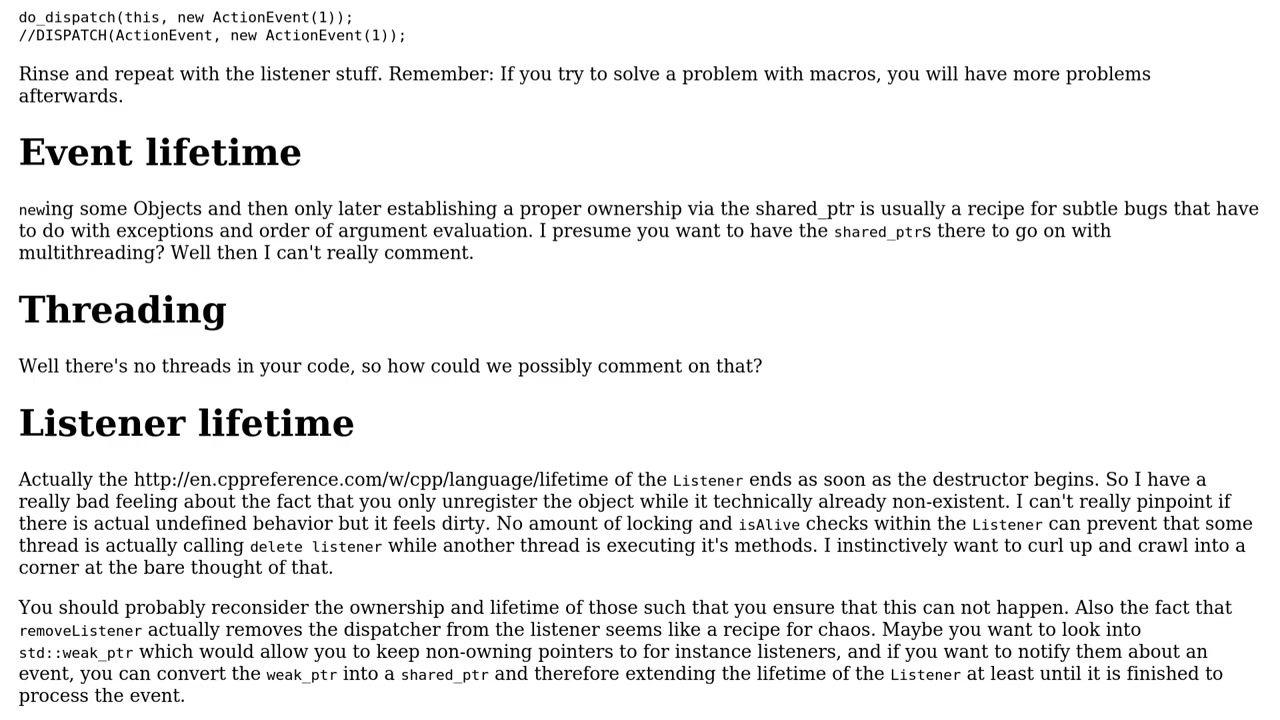 do_dispatch(this, new ActionEvent(1));
//DISPATCH(ActionEvent, new ActionEvent(1));
Rinse and repeat with the listener stuff. Remember: If you try to solve a problem with macros, you will have more problems
afterwards.
Event lifetime
newing some Objects and then only later establishing a proper ownership via the shared_ptr is usually a recipe for subtle bugs that have
to do with exceptions and order of argument evaluation. I presume you want to have the shared_ptrs there to go on with
multithreading? Well then I can't really comment.
Threading
Well there's no threads in your code, so how could we possibly comment on that?
Listener lifetime
Actually the http://en.cppreference.com/w/cpp/language/lifetime of the Listener ends as soon as the destructor begins. So I have a
really bad feeling about the fact that you only unregister the object while it technically already non-existent. I can't really pinpoint if
there is actual undefined behavior but it feels dirty. No amount of locking and isAlive checks within the Listener can prevent that some
thread is actually calling delete listener while another thread is executing it's methods. I instinctively want to curl up and crawl into a
corner at the bare thought of that.
You should probably reconsider the ownership and lifetime of those such that you ensure that this can not happen. Also the fact that
removeListener actually removes the dispatcher from the listener seems like a recipe for chaos. Maybe you want to look into
std::weak_ptr which would allow you to keep non-owning pointers to for instance listeners, and if you want to notify them about an
event, you can convert the weak_ptr into a shared_ptr and therefore extending the lifetime of the Listener at least until it is finished to
process the event.